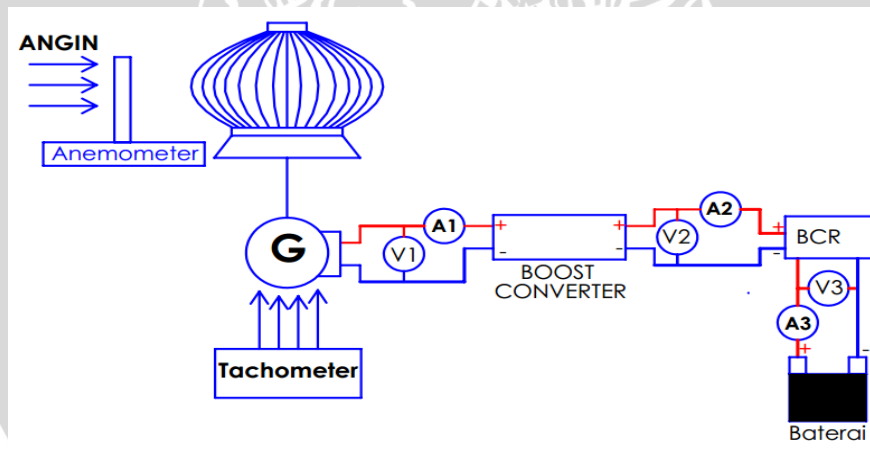 ANGIN
Anemometer
G
Tachometer
V1
A1
+
-
+
-
BOOST
CONVERTER
V2
A2
+
-
BCR
V3
A3
+
-
Baterai